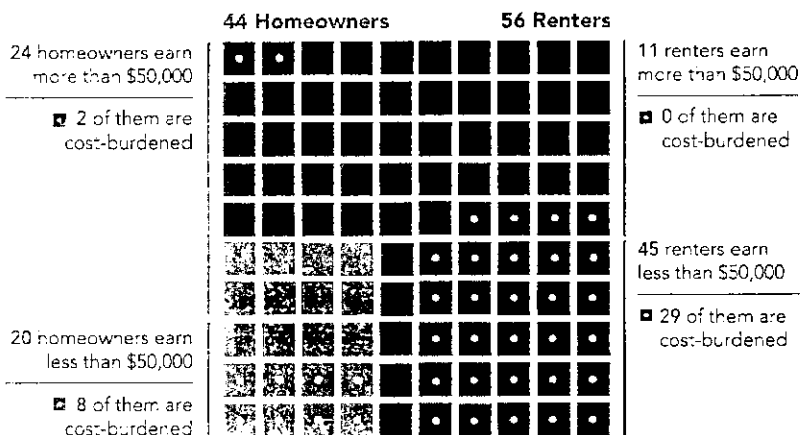 44 Homeowners
56 Renters
24 homeowners earn
more than $50,000
2 of them are
cost-burdened
11 renters earn
more than $50,000
0 of them are
cost-burdened
45 renters earn
less than $50,000
29 of them are
cost-burdened
20 homeowners earn
less than $50,000
8 of them are
cost-burdened